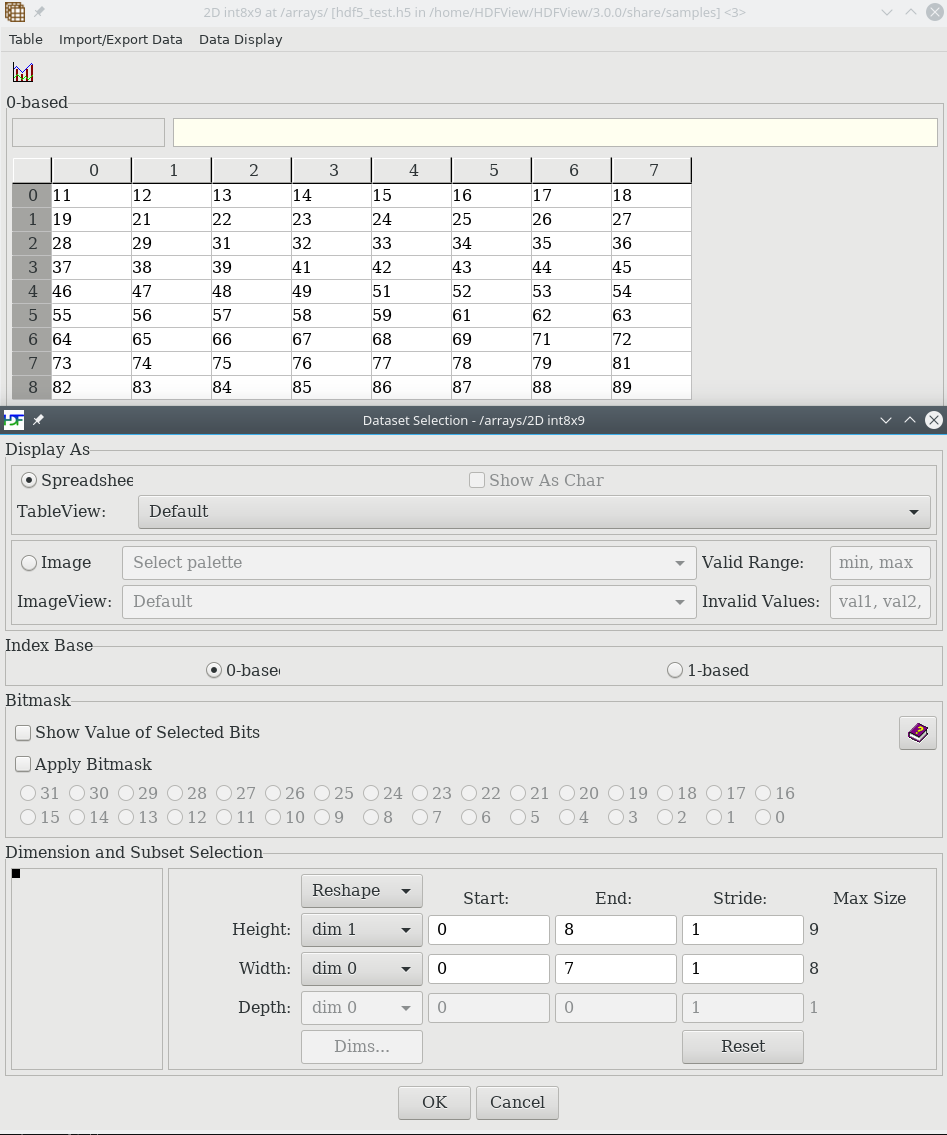 2D int8x9 at /arrays/ [hdf5_test.h5 in /home/HDFView/HDFView/3.0.0/share/samples] <3>
Table Import/Export Data Data Display
0-based
0 1 2 3 4 5 6 7
0 11 12 13 14 15 16 17 18
1 19 21 22 23 24 25 26 27
2 28 29 31 32 33 34 35 36
3 37 38 39 41 42 43 44 45
4 46 47 48 49 51 52 53 54
5 55 56 57 58 59 61 62 63
6 64 65 66 67 68 69 71 72
7 73 74 75 76 77 78 79 81
8 82 83 84 85 86 87 88 89
HDF Dataset Selection - /arrays/2D int8x9
Display As
Spreadshee Show As Char
TableView: Default
Image Select palette Valid Range: min, max
ImageView: Default Invalid Values: val1, val2,
Index Base
0-based 1-based
Bitmask
Show Value of Selected Bits
Apply Bitmask
31 30 29 28 27 26 25 24 23 22 21 20 19 18 17 16
15 14 13 12 11 10 9 8 7 6 5 4 3 2 1 0
Dimension and Subset Selection
Reshape Start: End: Stride: Max Size
Height: dim 1 0 8 1 9
Width: dim 0 0 7 1 8
Depth: dim 0 0 0 1 1
Dims... Reset
OK Cancel